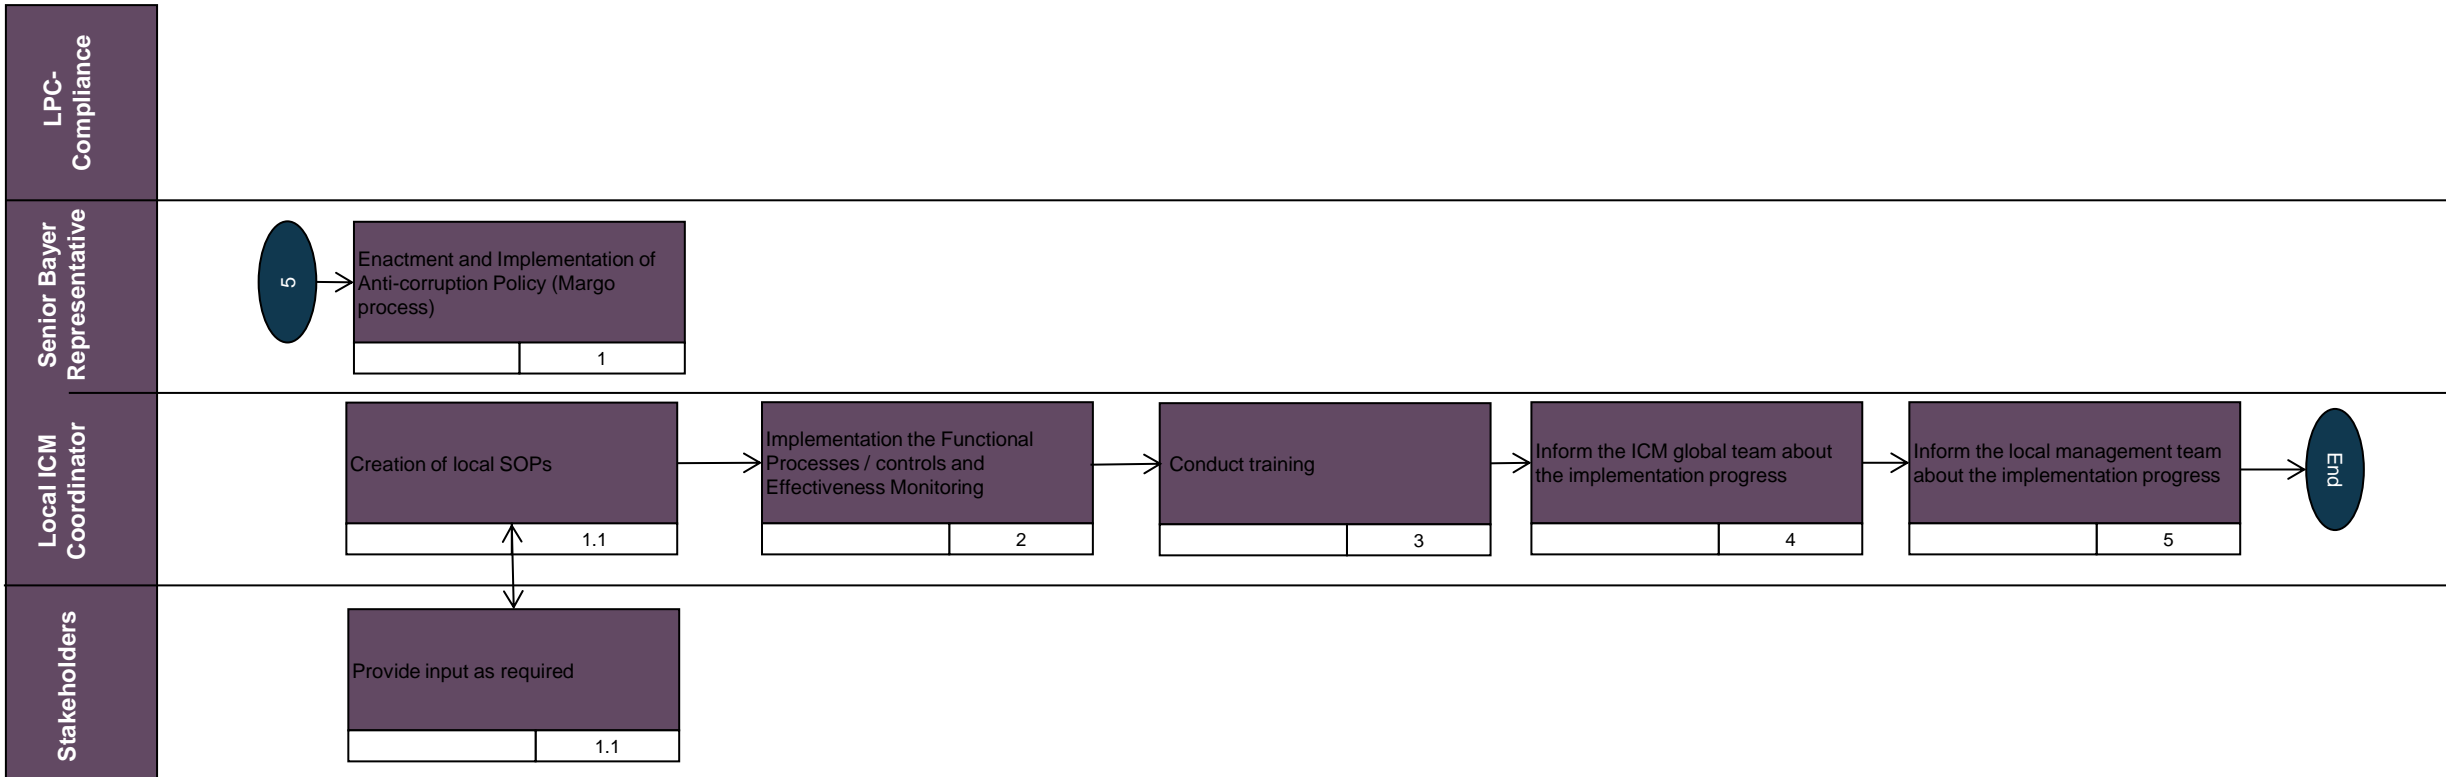 LPC-
Compliance
Senior Bayer
Representative
5
Enactment and Implementation of
Anti-corruption Policy (Margo
process)
1
Local ICM
Coordinator
Creation of local SOPs
1.1
Implementation the Functional
Processes / controls and
Effectiveness Monitoring
2
Conduct training
3
Inform the ICM global team about
the implementation progress
4
Inform the local management team
about the implementation progress
5
End
Stakeholders
Provide input as required
1.1